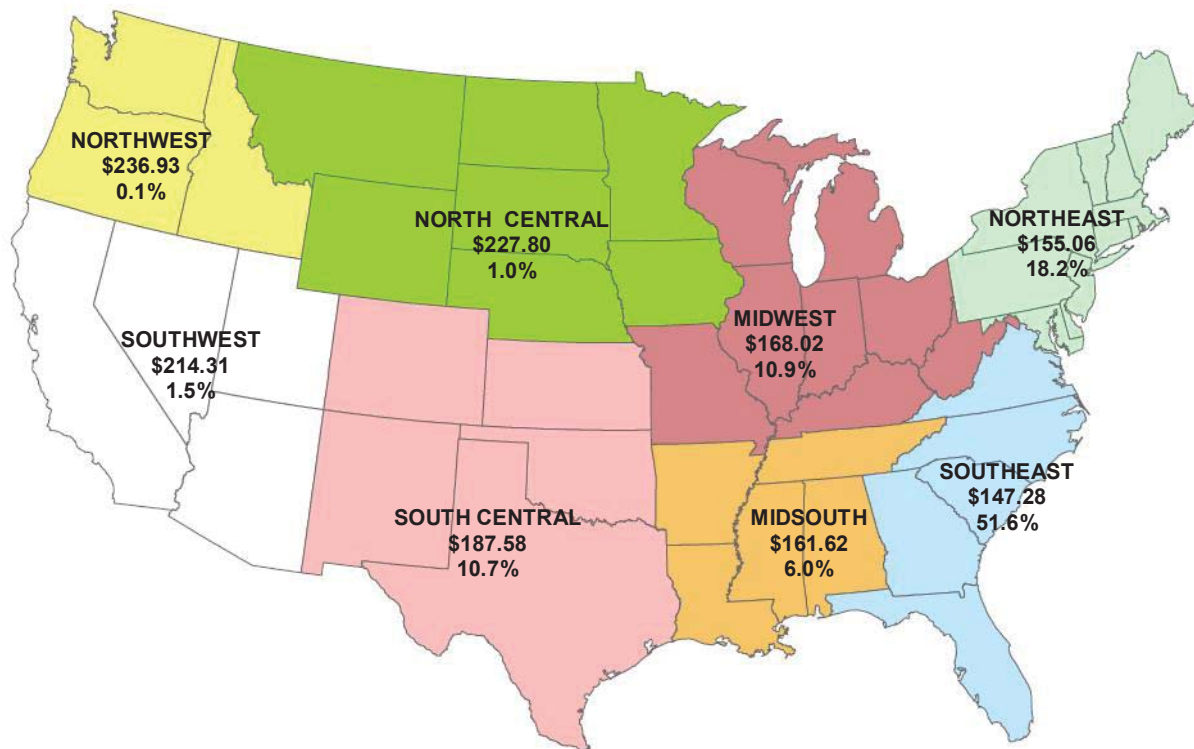 NORTHWEST
$236.93
0.1%
NORTH CENTRAL
$227.80
1.0%
NORTHEAST
$155.06
18.2%
SOUTHWEST
$214.31
1.5%
MIDWEST
$168.02
10.9%
SOUTHEAST
$147.28
51.6%
SOUTH CENTRAL
$187.58
10.7%
MIDSOUTH
$161.62
6.0%